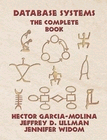 DATABASE SYSTEMS
THE COMPLETE
BOOK
HECTOR GARCIA-MOLINA
JEFFREY D. ULLMAN
JENNIFER WIDOM